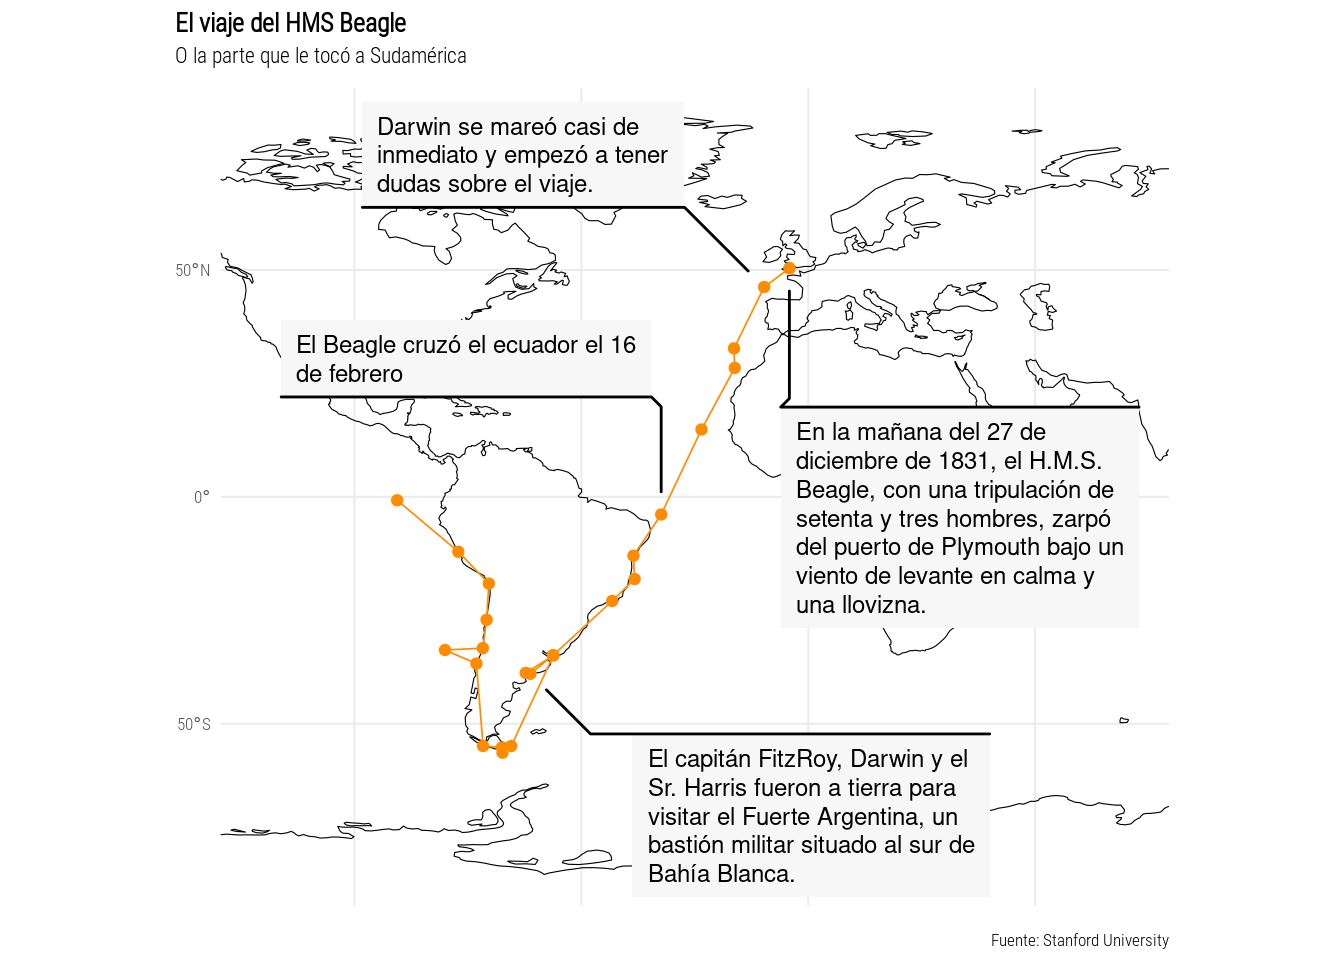 El viaje del HMS Beagle
O la parte que le tocó a Sudamérica
Darwin se mareó casi de
inmediato y empezó a tener
dudas sobre el viaje.
50°N
El Beagle cruzó el ecuador el 16
de febrero
En la mañana del 27 de
diciembre de 1831, el H.M.S.
Beagle, con una tripulación de
setenta y tres hombres, zarpó
del puerto de Plymouth bajo un
viento de levante en calma y
una llovizna.
0°
50°S
El capitán FitzRoy, Darwin y el
Sr. Harris fueron a tierra para
visitar el Fuerte Argentina, un
bastión militar situado al sur de
Bahía Blanca.
Fuente: Stanford University